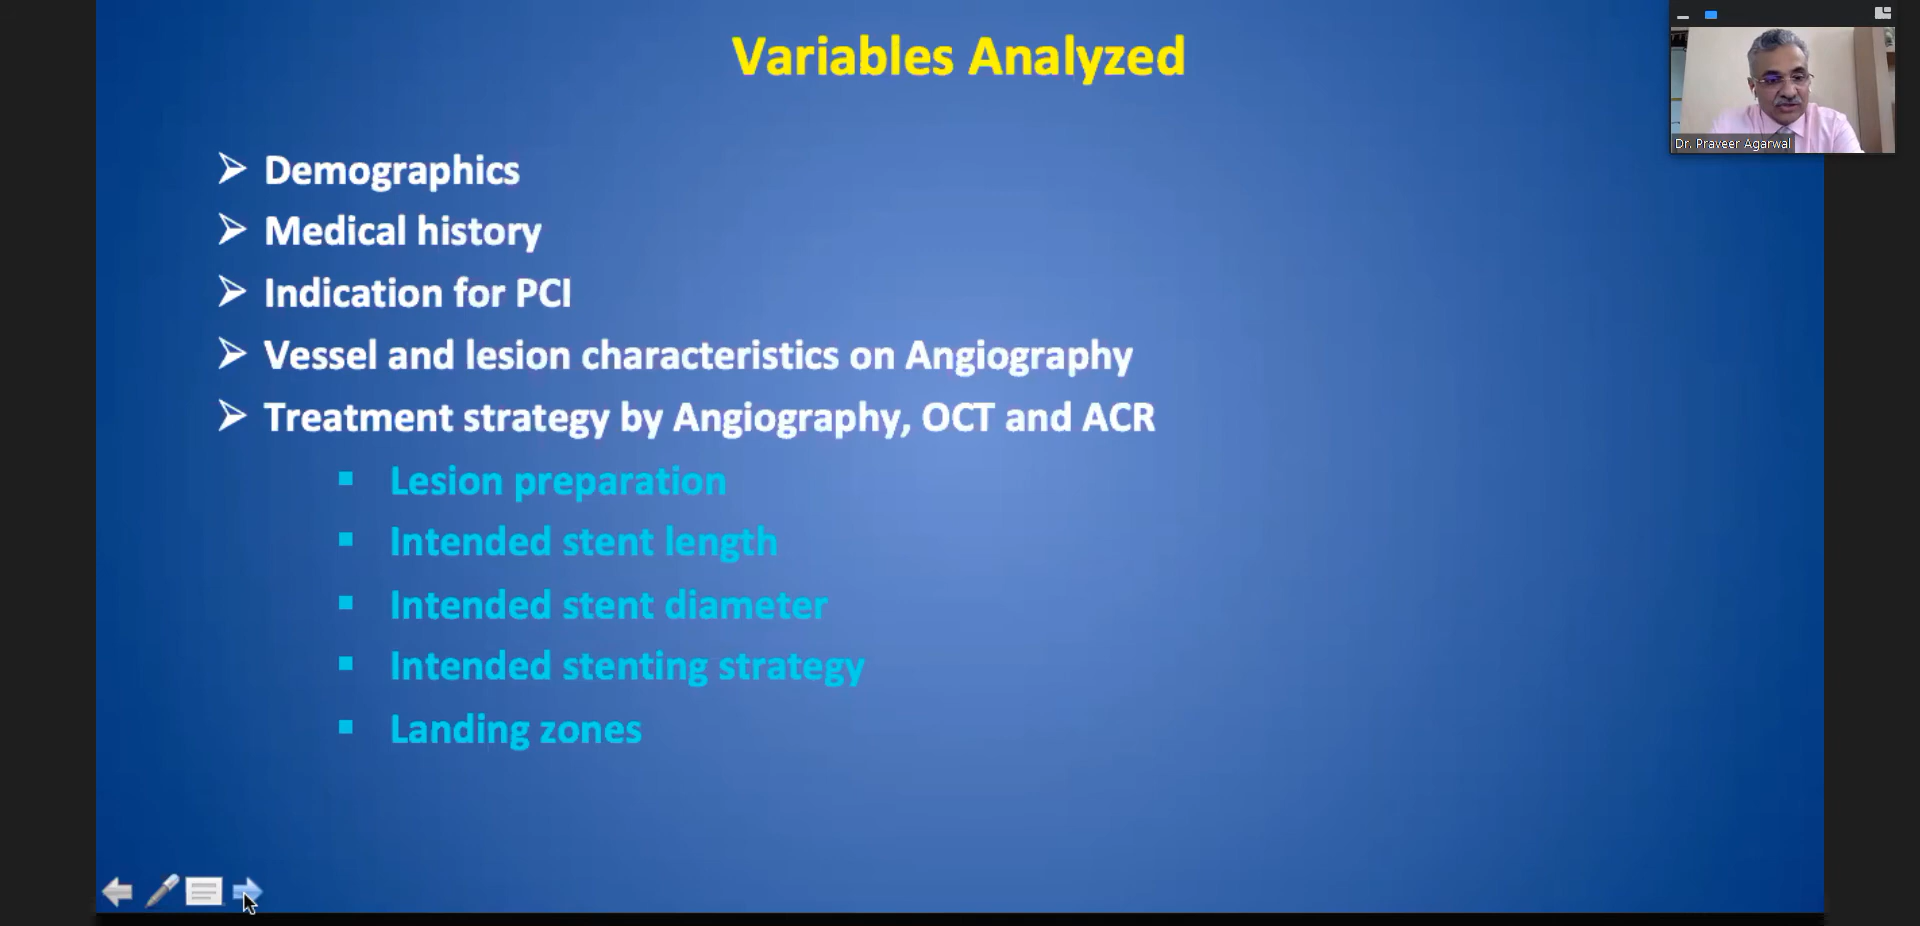 Variables Analyzed
Dr. Praveer Agarwal
Demographics
Medical history
Indication for PCI
Vessel and lesion characteristics on Angiography
Treatment strategy by Angiography, OCT and ACR
Lesion preparation
Intended stent length
Intended stent diameter
Intended stenting strategy
Landing zones